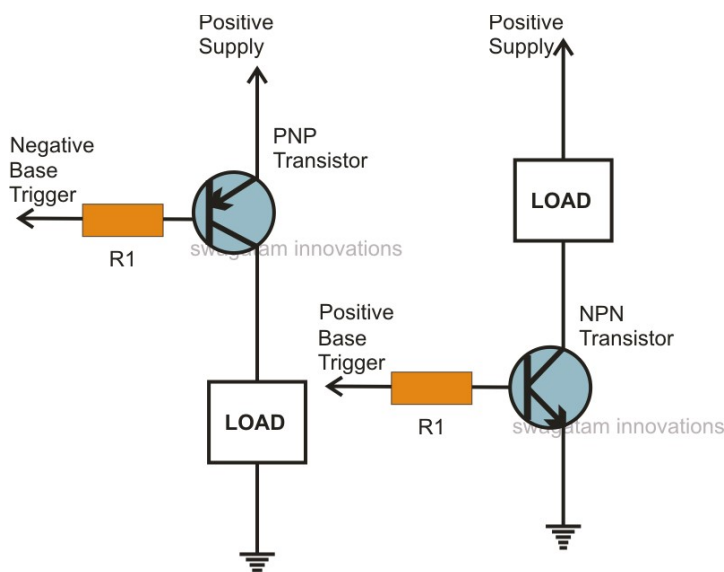 Positive
Supply
Negative
Base
Trigger
PNP
Transistor
R1
swagatam innovations
LOAD
Positive
Supply
LOAD
Positive
Base
Trigger
NPN
Transistor
R1
swagatam innovations